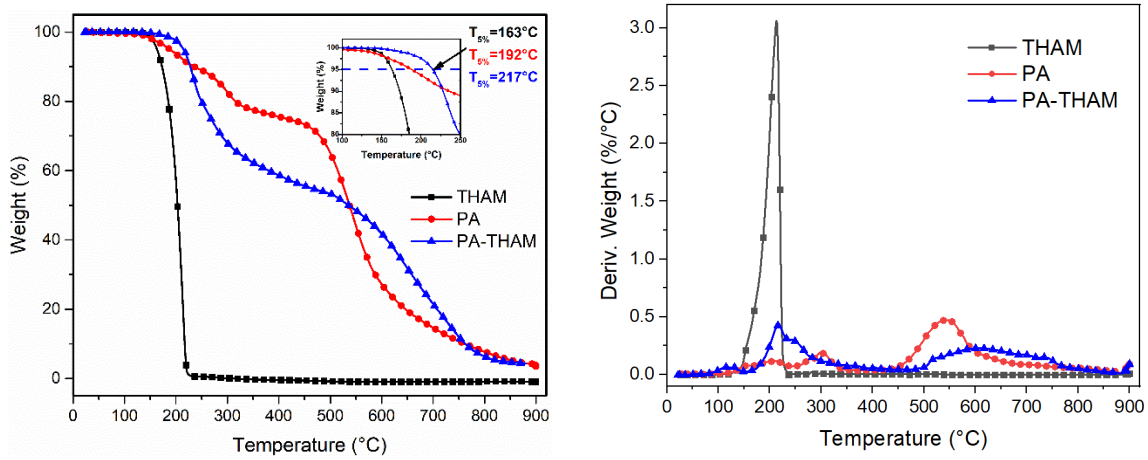 T5%=163°C
T5%=192°C
T5%=217°C
100
95
90
85
80
100 150 200 250
Weight (%)
Temperature (°C)
THAM
PA
PA-THAM
100
80
60
40
20
0
0 100 200 300 400 500 600 700 800 900
Weight (%)
Temperature (°C)
THAM
PA
PA-THAM
3.0
2.5
2.0
1.5
1.0
0.5
0.0
0 100 200 300 400 500 600 700 800 900
Deriv. Weight (%/°C)
Temperature (°C)